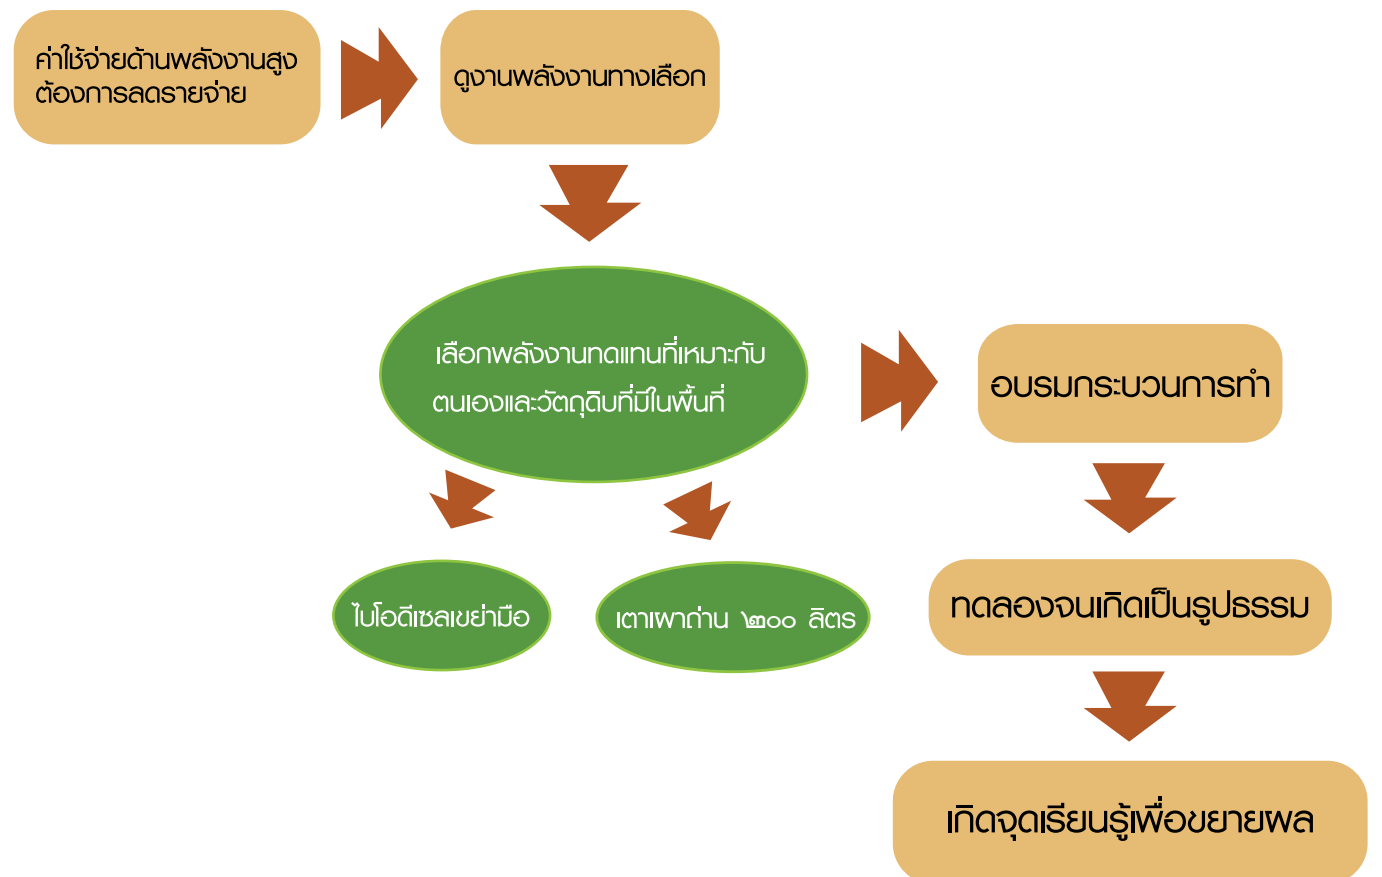 ค่าใช้จ่ายด้านพลังงานสูง
ต้องการลดรายจ่าย
ดูงานพลังงานทางเลือก
เลือกพลังงานทดแทนที่เหมาะกับ
ตนเองและวัตถุดิบที่มีในพื้นที่
อบรมกระบวนการทำ
ไบโอดีเซลเขย่ามือ
เตาเผาถ่าน ๒๐๐ ลิตร
ทดลองจนเกิดเป็นรูปธรรม
เกิดจุดเรียนรู้เพื่อขยายผล